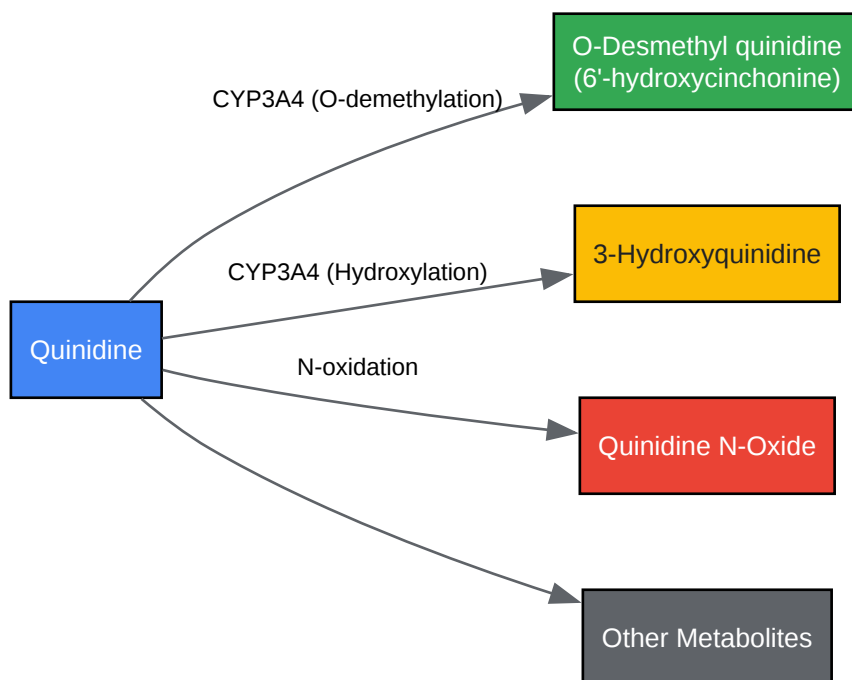 O-Desmethyl quinidine
(6'-hydroxycinchonine)
CYP3A4 (O-demethylation)
CYP3A4 (Hydroxylation)
3-Hydroxyquinidine
Quinidine
N-oxidation
Quinidine N-Oxide
Other Metabolites